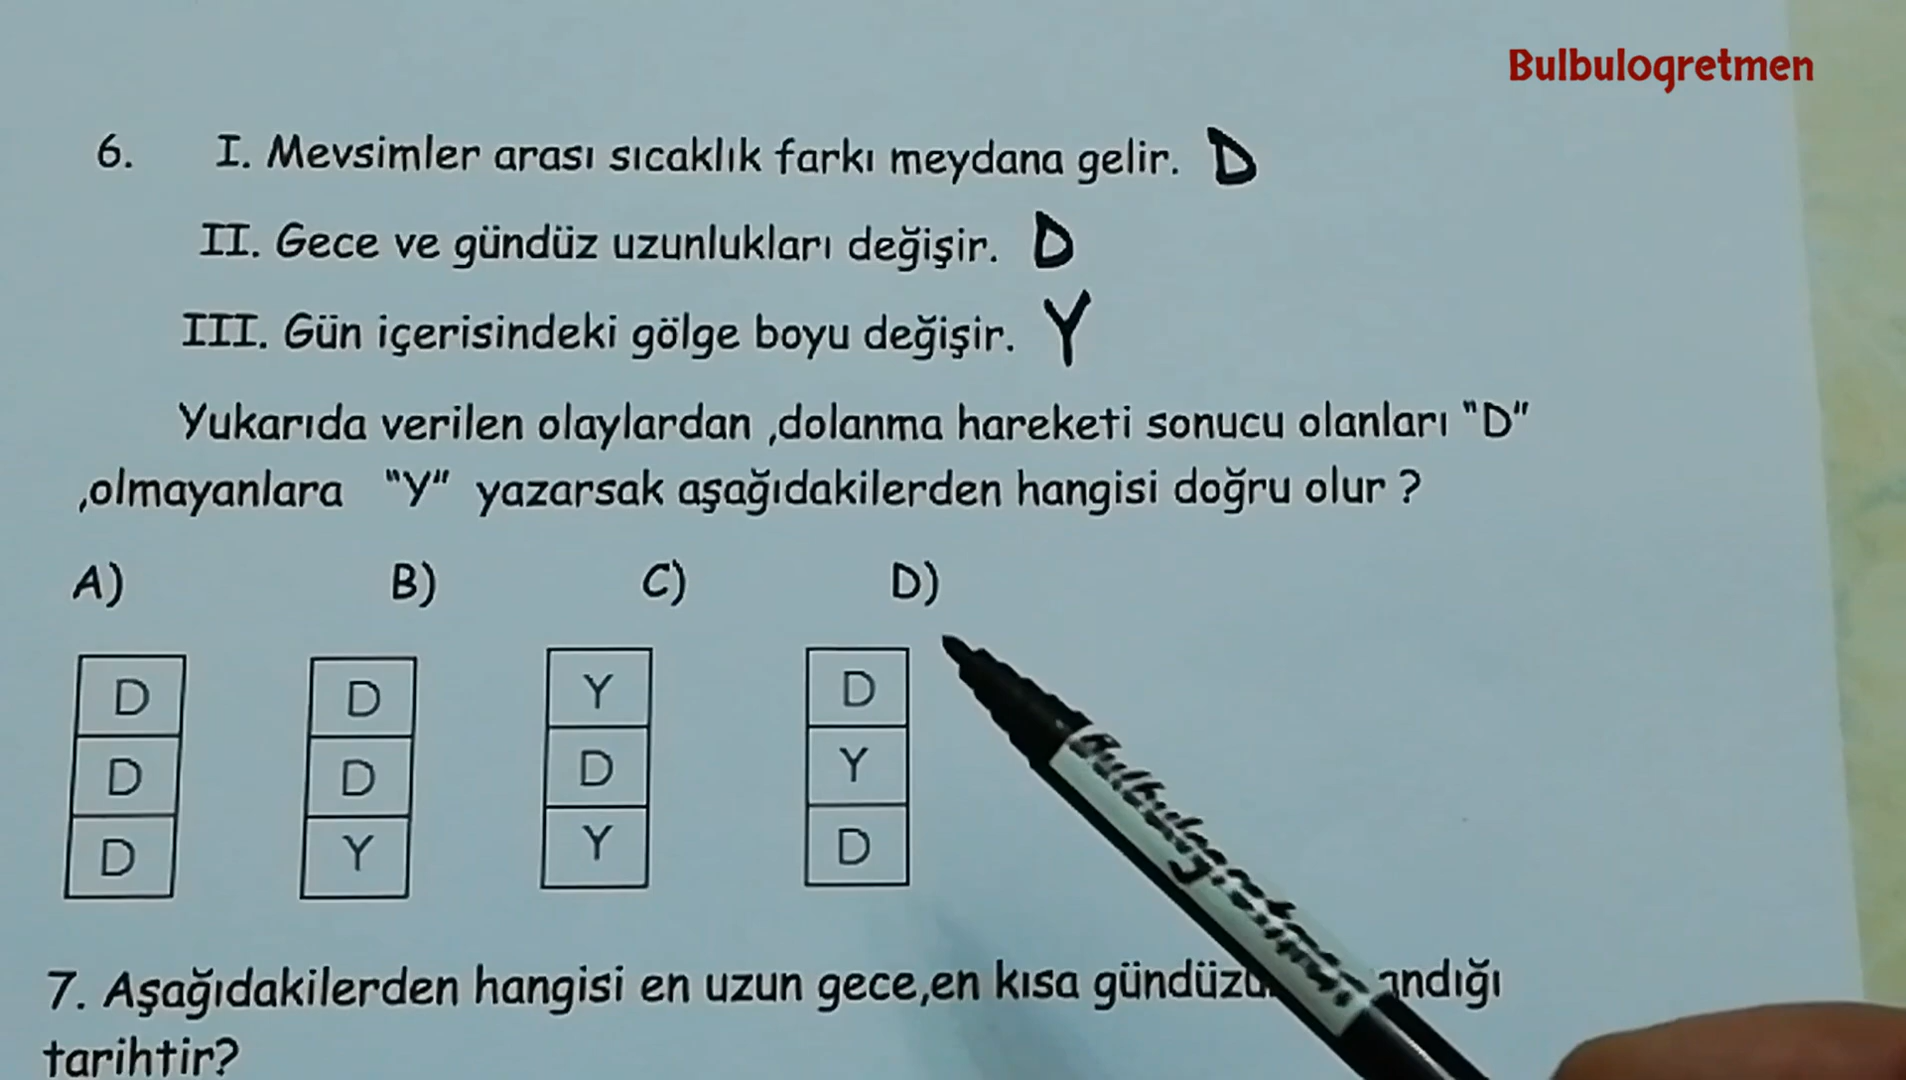 Bulbulogretmen
6. I. Mevsimler arası sıcaklık farkı meydana gelir. D
II. Gece ve gündüz uzunlukları değişir. D
III. Gün içerisindeki gölge boyu değişir. Y
Yukarıda verilen olaylardan ,dolanma hareketi sonucu olanları "D"
,olmayanlara "Y" yazarsak aşağıdakilerden hangisi doğru olur ?
A) B) C) D)
D D Y D
D D D Y
D Y Y D
Bulbulogretmen
7. Aşağıdakilerden hangisi en uzun gece,en kısa
tarihtir?